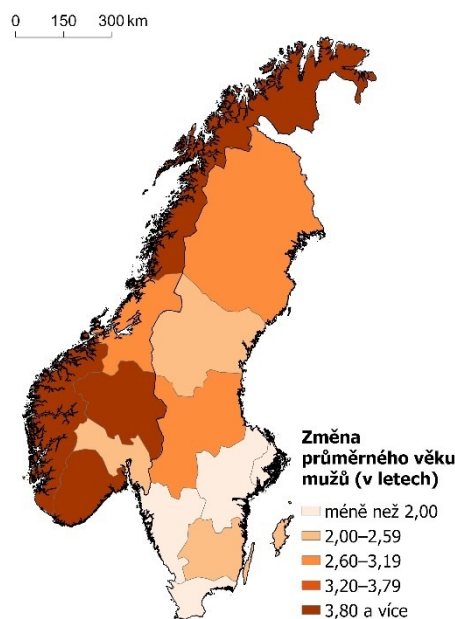 0 150 300 km
Změna
průměrného věku
mužů (v letech)
méně než 2,00
2,00–2,59
2,60–3,19
3,20–3,79
3,80 a více